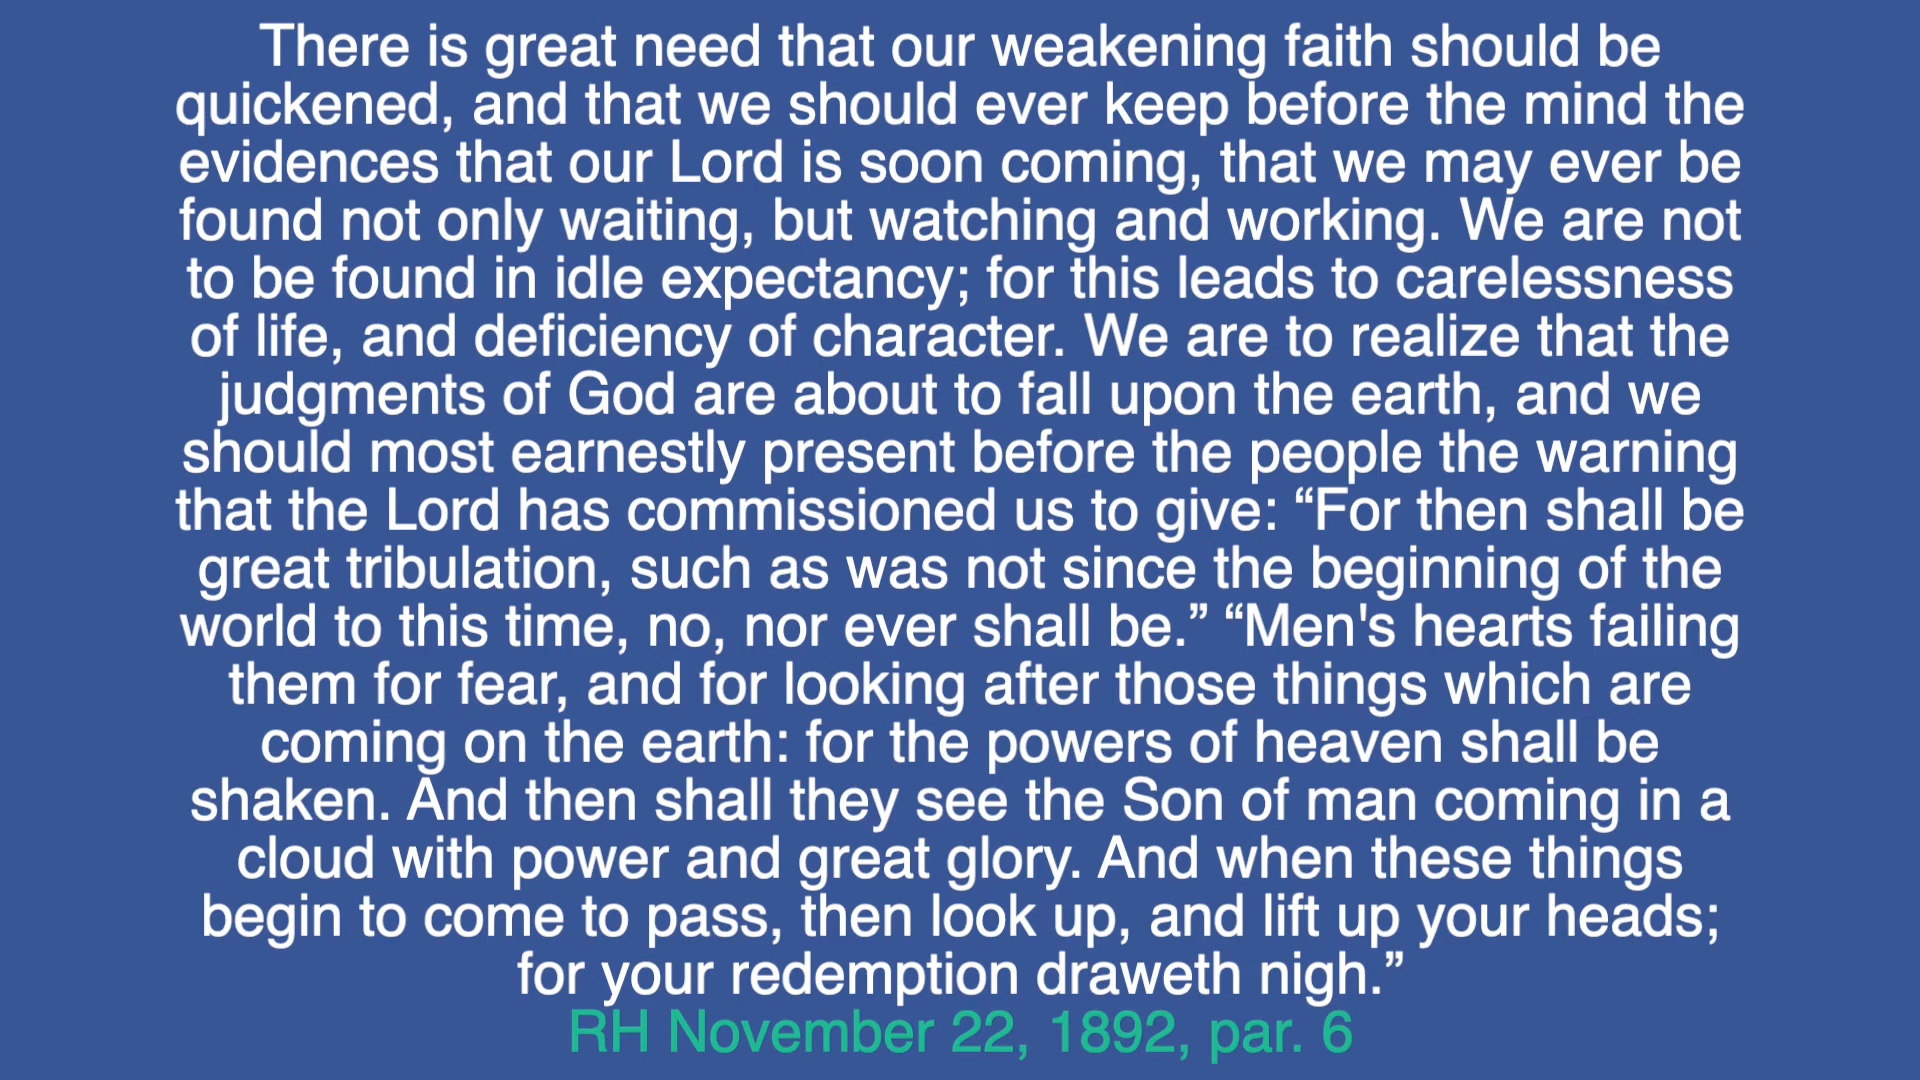 There is great need that our weakening faith should be
quickened, and that we should ever keep before the mind the
evidences that our Lord is soon coming, that we may ever be
found not only waiting, but watching and working. We are not
to be found in idle expectancy; for this leads to carelessness
of life, and deficiency of character. We are to realize that the
judgments of God are about to fall upon the earth, and we
should most earnestly present before the people the warning
that the Lord has commissioned us to give: “For then shall be
great tribulation, such as was not since the beginning of the
world to this time, no, nor ever shall be.” “Men's hearts failing
them for fear, and for looking after those things which are
coming on the earth: for the powers of heaven shall be
shaken. And then shall they see the Son of man coming in a
cloud with power and great glory. And when these things
begin to come to pass, then look up, and lift up your heads;
for your redemption draweth nigh.”
RH November 22, 1892, par. 6